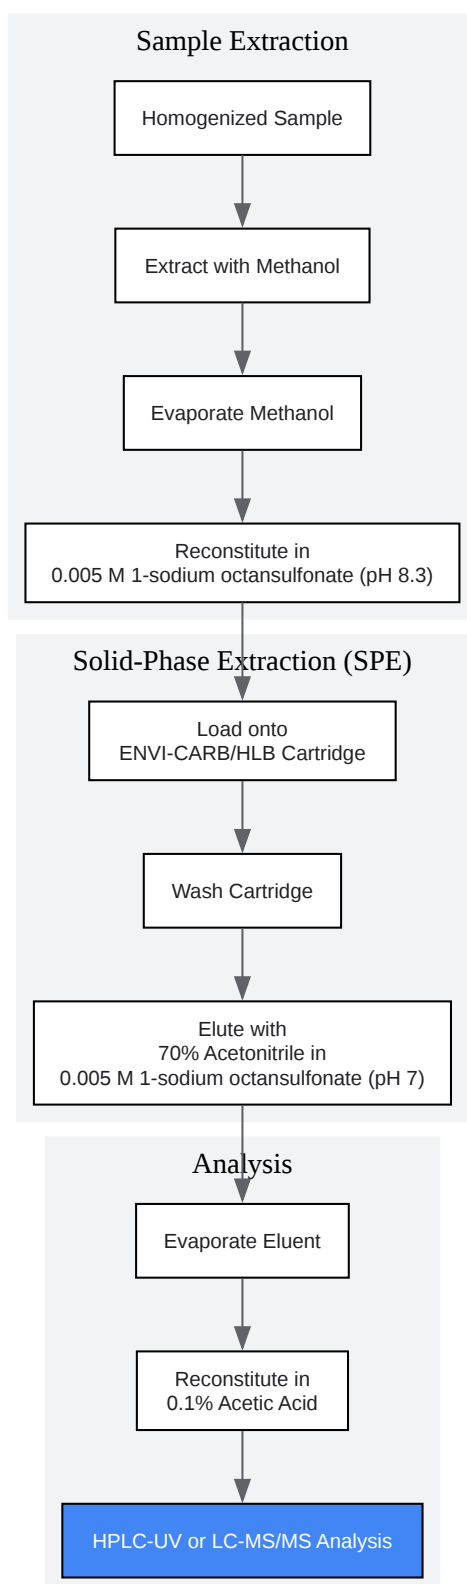 Sample Extraction
Homogenized Sample
Extract with Methanol
Evaporate Methanol
Reconstitute in
0.005 M 1-sodium octansulfonate (pH 8.3)
Solid-Phase Extraction (SPE)
Load onto
ENVI-CARB/HLB Cartridge
Wash Cartridge
Elute with
70% Acetonitrile in
0.005 M 1-sodium octansulfonate (pH 7)
Analysis
Evaporate Eluent
Reconstitute in
0.1% Acetic Acid
HPLC-UV or LC-MS/MS Analysis